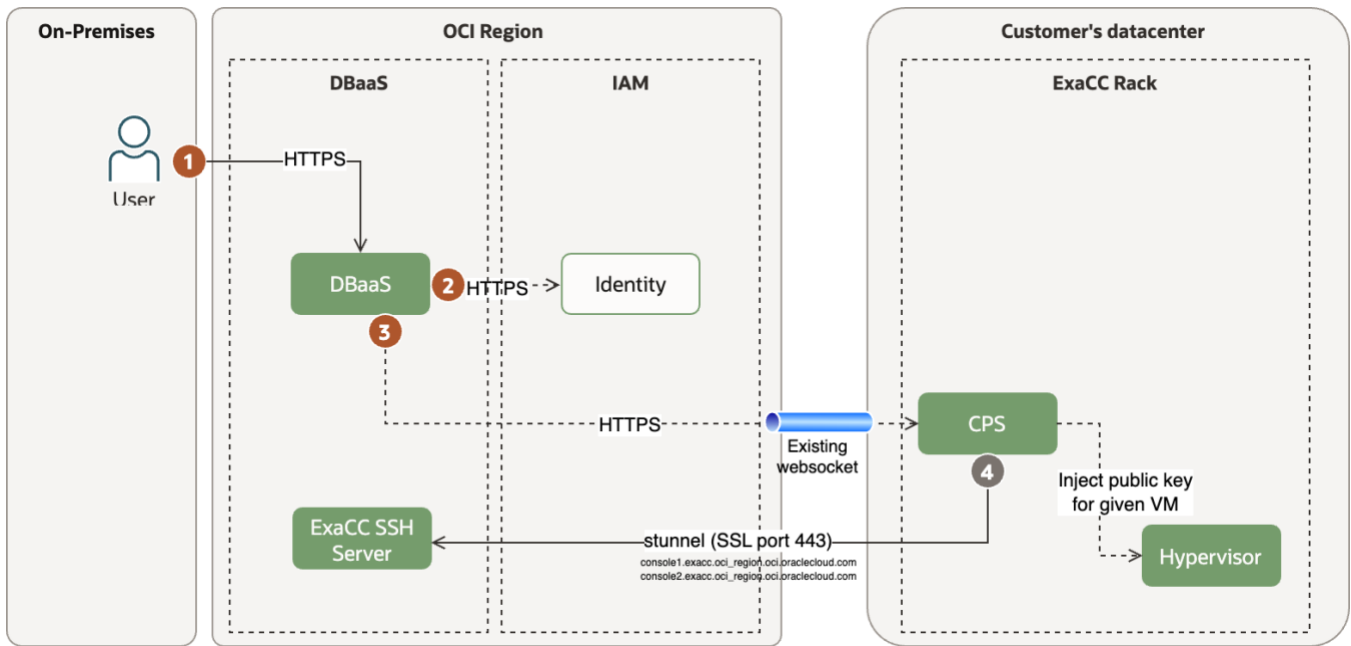 On-Premises
OCI Region
Customer's datacenter
DBaaS
IAM
ExaCC Rack
1
HTTPS
User
DBaaS
2
HTTPS
Identity
3
HTTPS
Existing
websocket
CPS
4
Inject public key
for given VM
ExaCC SSH
Server
stunnel (SSL port 443)
console1.exacc.oci_region.oci.oraclecloud.com
console2.exacc.oci_region.oci.oraclecloud.com
Hypervisor